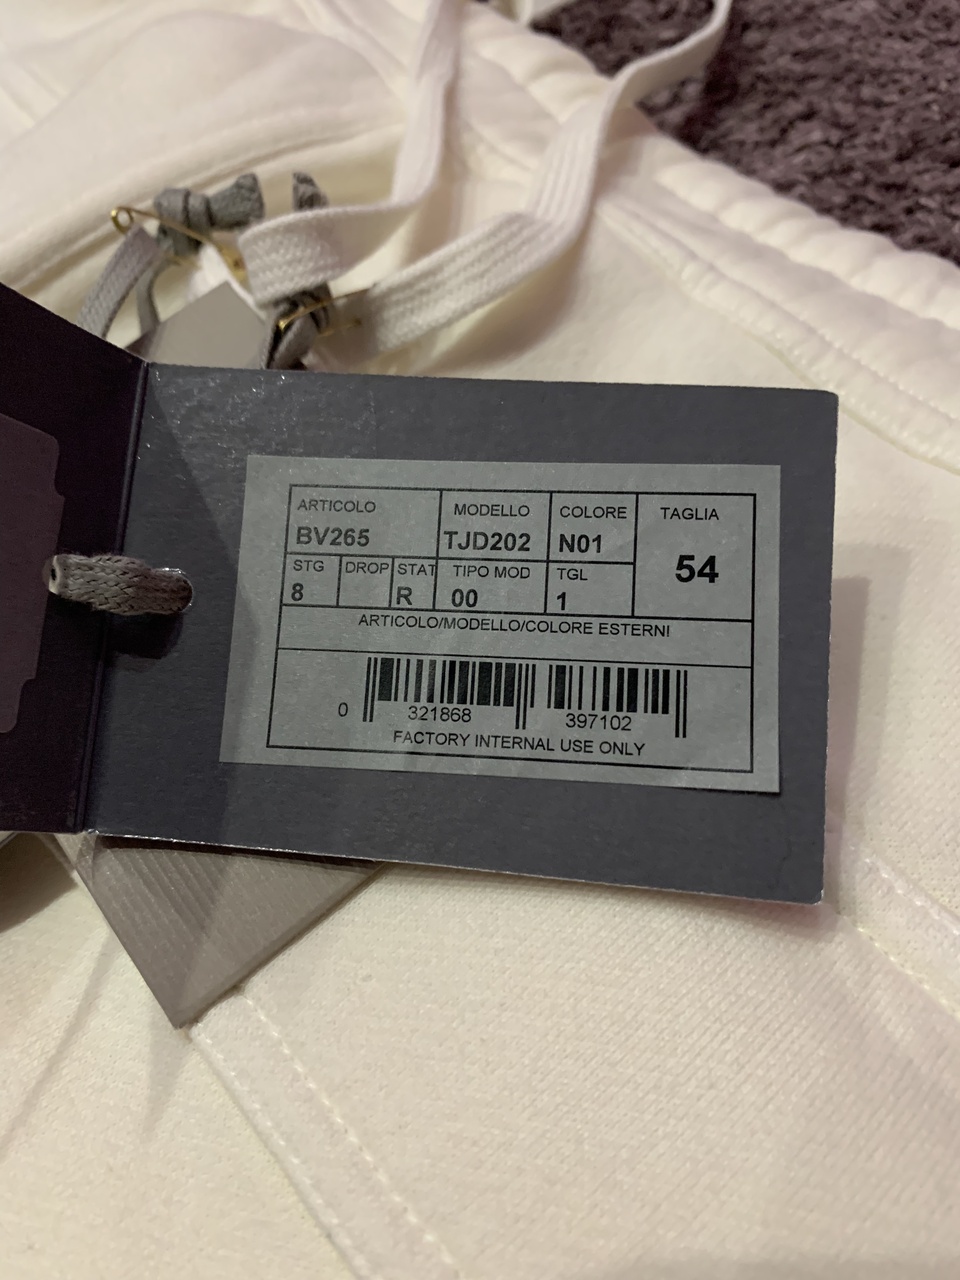 ARTICOLO MODELLO COLORE TAGLIA
BV265 TJD202 N01 54
STG DROP STAT TIPO MOD TGL
8 R 00 1
ARTICOLO/MODELLO/COLORE ESTERNI
0 321868 397102
FACTORY INTERNAL USE ONLY